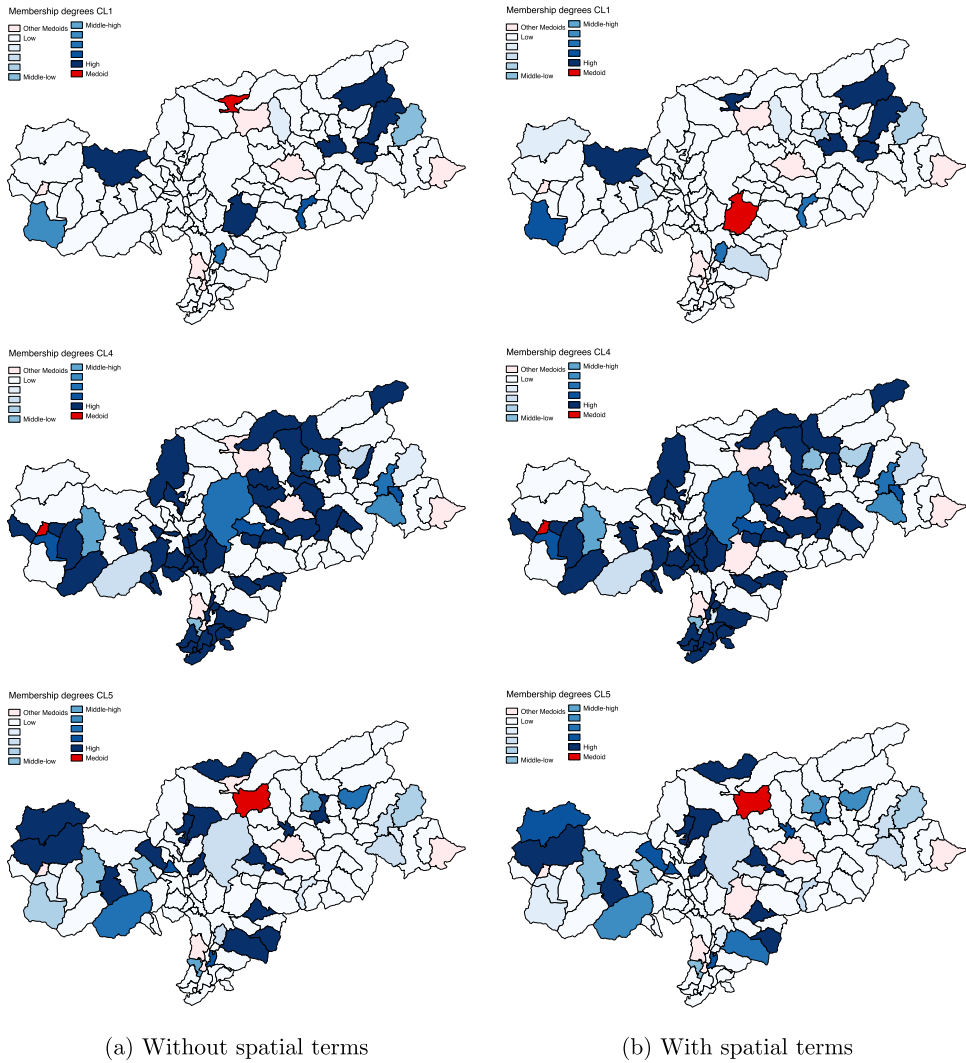 Membership degrees CL1
Other Medoids
Low
Middle-low
Middle-high
High
Medoid
Membership degrees CL1
Other Medoids
Low
Middle-low
Middle-high
High
Medoid
Membership degrees CL4
Other Medoids
Low
Middle-low
Middle-high
High
Medoid
Membership degrees CL4
Other Medoids
Low
Middle-low
Middle-high
High
Medoid
Membership degrees CL5
Other Medoids
Low
Middle-low
Middle-high
High
Medoid
Membership degrees CL5
Other Medoids
Low
Middle-low
Middle-high
High
Medoid
(a) Without spatial terms
(b) With spatial terms